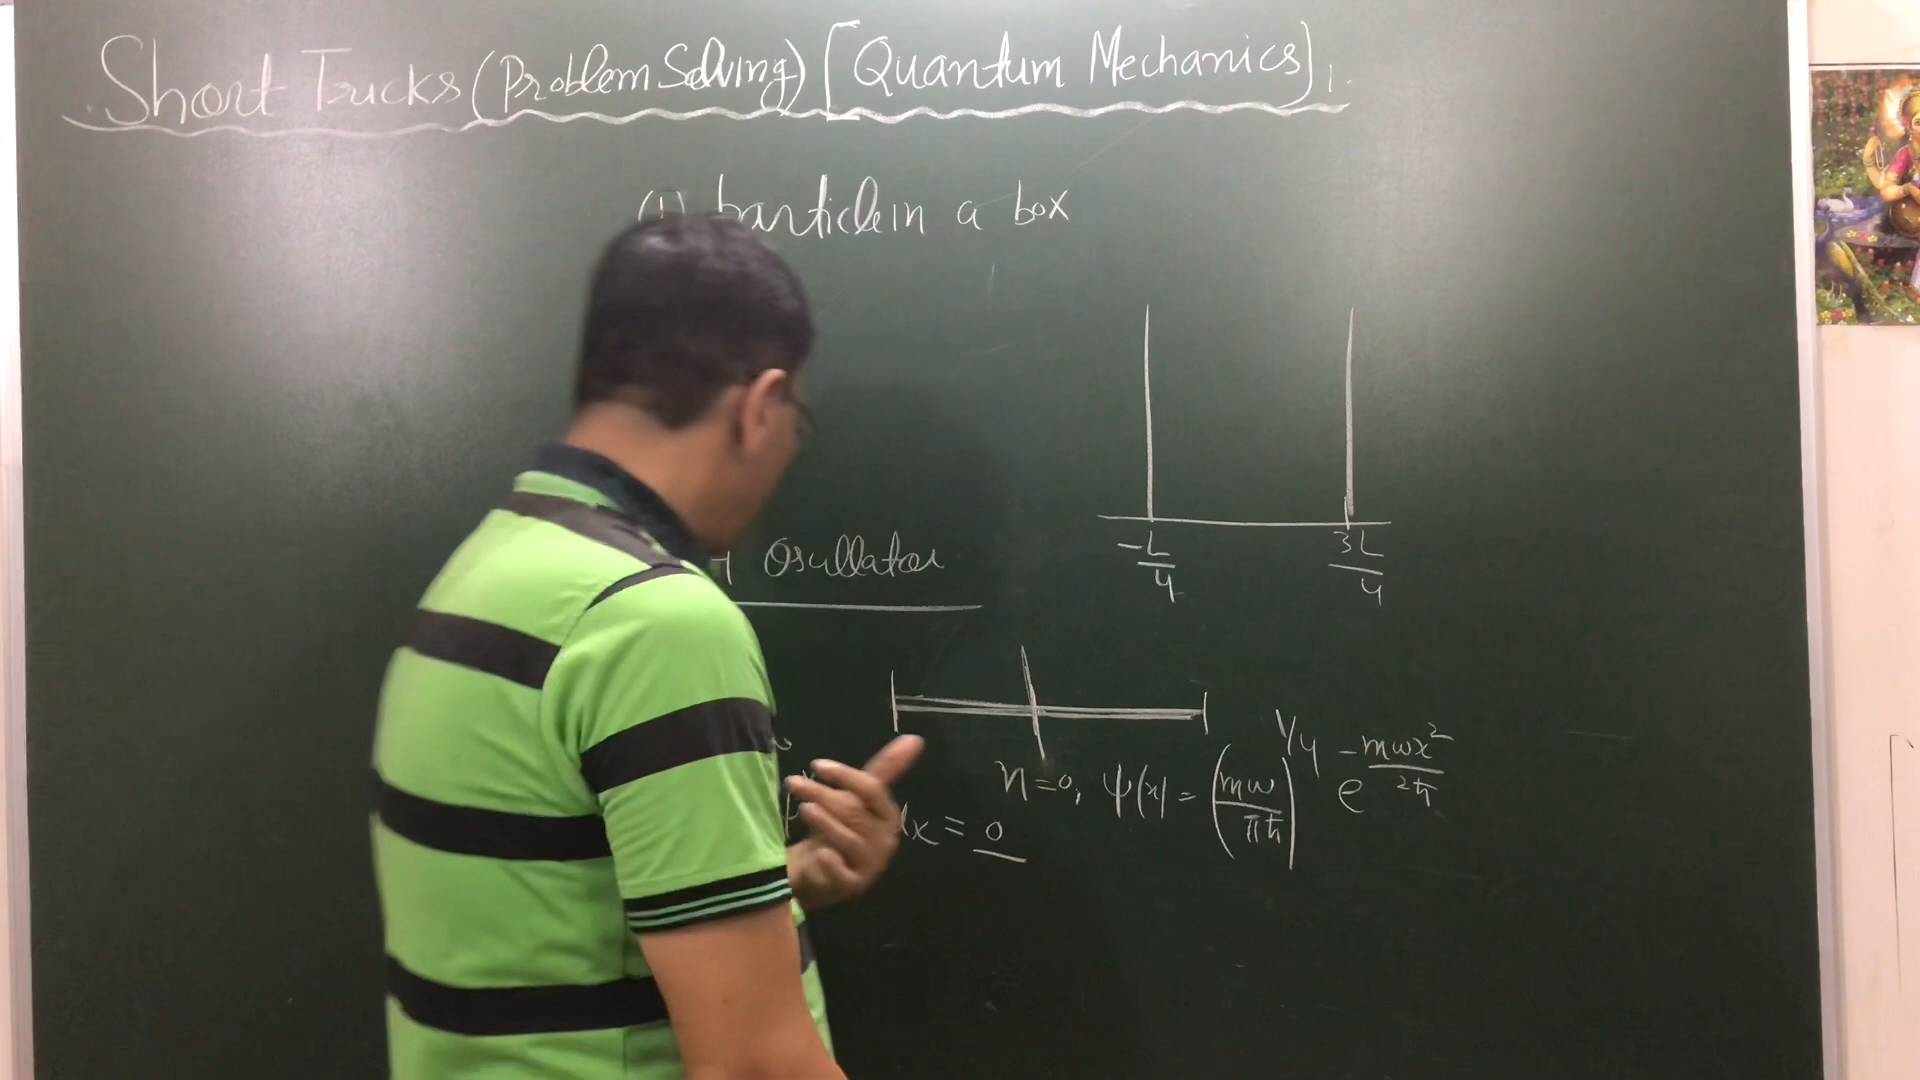 Short Tricks (Problem Solving) [Quantum Mechanics].
(1) particle in a box
-L/4 3L/4
Oscillator
n=0, ψ(x) = (mω/πħ)^1/4 e^-mωx²/2ħ
dx = 0